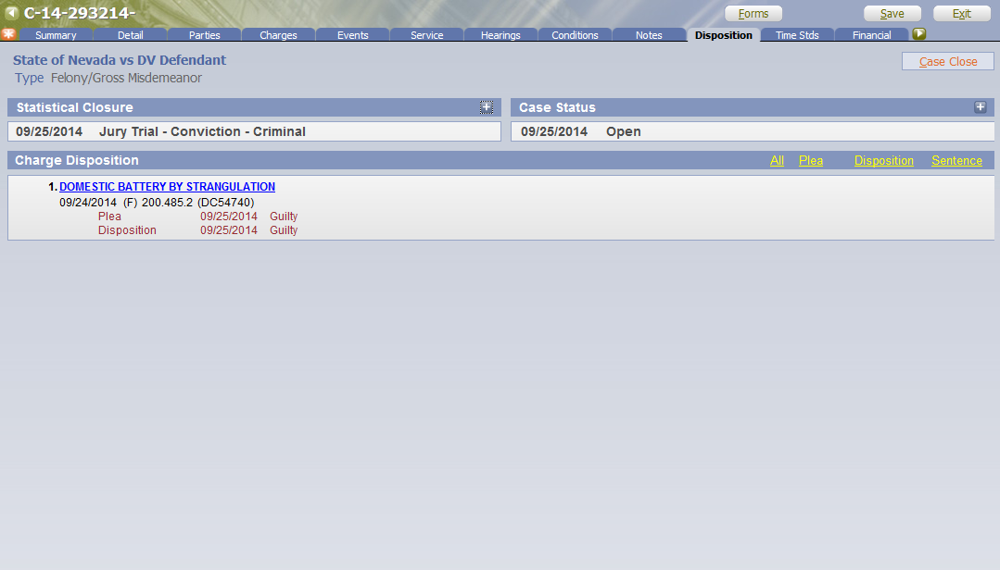 C-14-293214-
Forms Save Exit
Summary Detail Parties Charges Events Service Hearings Conditions Notes Disposition Time Stds Financial
State of Nevada vs DV Defendant
Case Close
Type Felony/Gross Misdemeanor
Statistical Closure
09/25/2014 Jury Trial - Conviction - Criminal
Case Status
09/25/2014 Open
Charge Disposition All Plea Disposition Sentence
1. DOMESTIC BATTERY BY STRANGULATION
09/24/2014 (F) 200.485.2 (DC54740)
Plea 09/25/2014 Guilty
Disposition 09/25/2014 Guilty